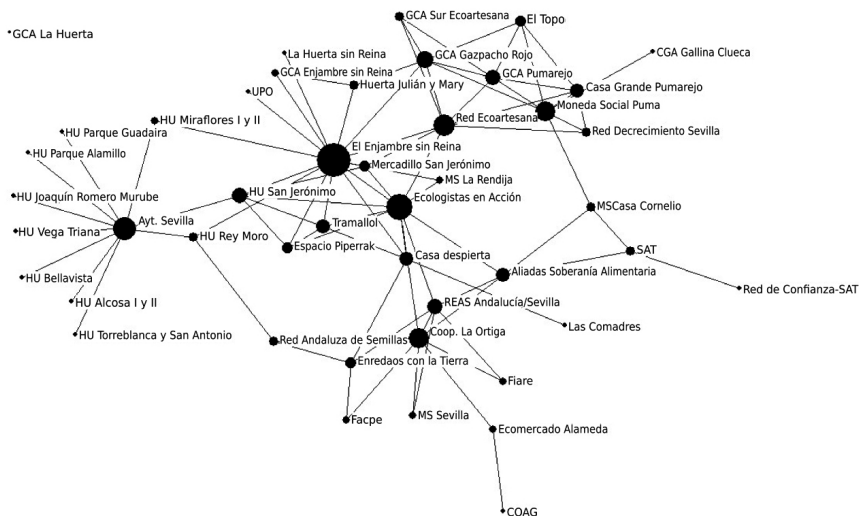 GCA Sur Ecoartesana
El Topo
GCA La Huerta
La Huerta sin Reina
GCA Gazpacho Rojo
CGA Gallina Clueca
GCA Enjambre sin Reina
GCA Pumarejo
Huerta Julián y Mary
Casa Grande Pumarejo
UPO
Moneda Social Puma
HU Miraflores I y II
Red Ecoartesana
Red Decrecimiento Sevilla
HU Parque Guadaira
El Enjambre sin Reina
HU Parque Alamillo
Mercadillo San Jerónimo
MS La Rendija
HU Joaquín Romero Murube
HU San Jerónimo
Ecologistas en Acción
MSCasa Cornelio
Ayt. Sevilla
Tramallol
HU Vega Triana
HU Rey Moro
Espacio Piperrak
SAT
Casa despierta
Aliadas Soberanía Alimentaria
HU Bellavista
Red de Confianza-SAT
HU Alcosa I y II
REAS Andalucía/Sevilla
Las Comadres
HU Torreblanca y San Antonio
Red Andaluza de Semillas
Coop. La Ortiga
Enredaos con la Tierra
Fiare
Facpe
MS Sevilla
Ecomercado Alameda
COAG